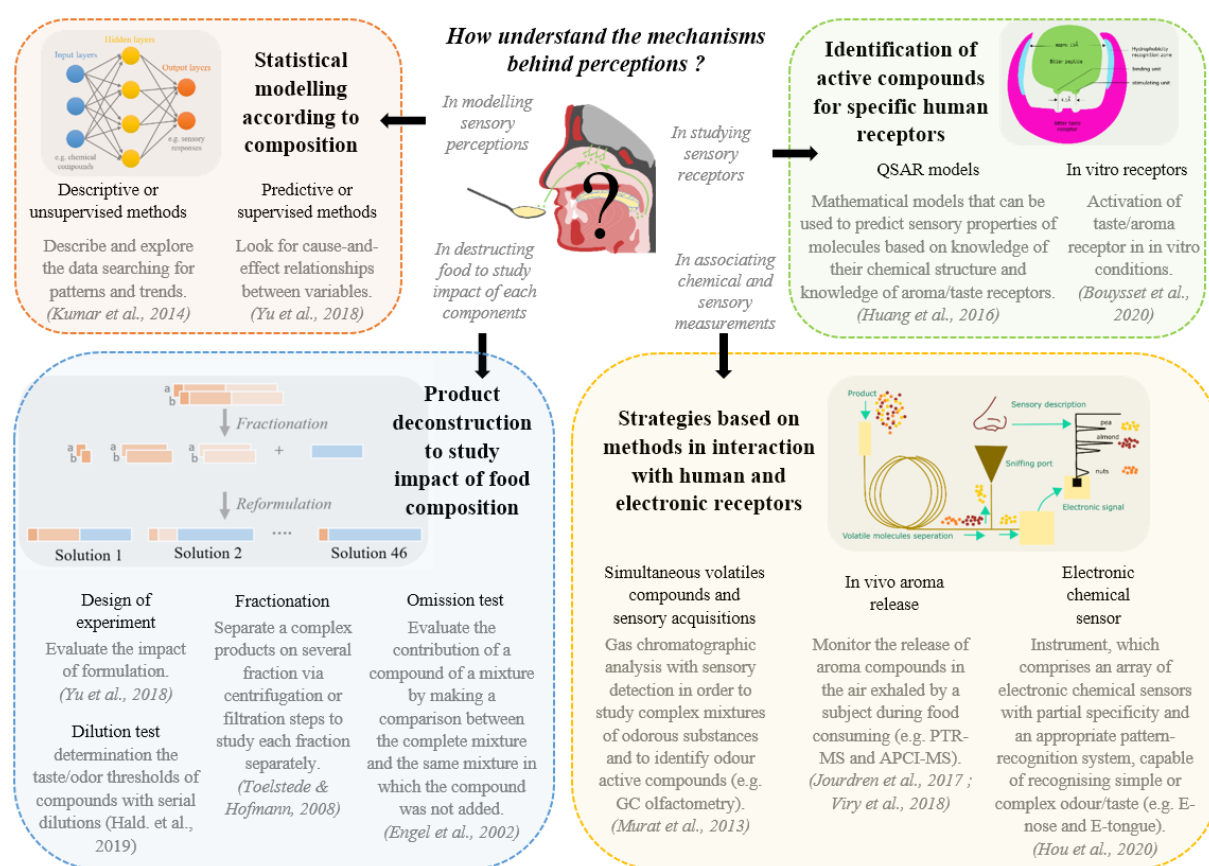 How understand the mechanisms
behind perceptions ?
In modelling
sensory
perceptions
In studying
sensory
receptors
In destructing
food to study
impact of each
components
In associating
chemical and
sensory
measurements
?
Hidden layers
Input layers
Output layers
e.g. chemical
compounds
e.g. sensory
responses
Statistical
modelling
according to
composition
Descriptive or
unsupervised methods
Describe and explore
the data searching for
patterns and trends.
(Kumar et al., 2014)
Predictive or
supervised methods
Look for cause-and-
effect relationships
between variables.
(Yu et al., 2018)
Identification of
active compounds
for specific human
receptors
Bitter peptide
Hydrophobicity
recognition zone
binding unit
stimulating unit
Bitter taste
receptor
QSAR models
Mathematical models that can be
used to predict sensory properties of
molecules based on knowledge of
their chemical structure and
knowledge of aroma/taste receptors.
(Huang et al., 2016)
In vitro receptors
Activation of
taste/aroma
receptor in in vitro
conditions.
(Bouysset et al.,
2020)
a
b
Fractionation
a
b
a
b
a
b
+
Reformulation
....
Solution 1
Solution 2
Solution 46
Product
deconstruction
to study
impact of food
composition
Design of
experiment
Evaluate the impact
of formulation.
(Yu et al., 2018)
Dilution test
determination the
taste/odor thresholds of
compounds with serial
dilutions (Hald. et al.,
2019)
Fractionation
Separate a complex
products on several
fraction via
centrifugation or
filtration steps to
study each fraction
separately.
(Toelstede &
Hofmann, 2008)
Omission test
Evaluate the
contribution of a
compound of a mixture
by making a
comparison between
the complete mixture
and the same mixture in
which the compound
was not added.
(Engel et al., 2002)
Strategies based on
methods in interaction
with human and
electronic receptors
Product
Sensory description
pea
almond
nuts
Sniffing port
Electronic signal
Volatile molecules seperation
Simultaneous volatiles
compounds and
sensory acquisitions
Gas chromatographic
analysis with sensory
detection in order to
study complex mixtures
of odorous substances
and to identify odour
active compounds (e.g.
GC olfactometry).
(Murat et al., 2013)
In vivo aroma
release
Monitor the release of
aroma compounds in
the air exhaled by a
subject during food
consuming (e.g. PTR-
MS and APCI-MS).
(Jourdren et al., 2017 ;
Viry et al., 2018)
Electronic
chemical
sensor
Instrument, which
comprises an array of
electronic chemical sensors
with partial specificity and
an appropriate pattern-
recognition system, capable
of recognising simple or
complex odour/taste (e.g. E-
nose and E-tongue).
(Hou et al., 2020)